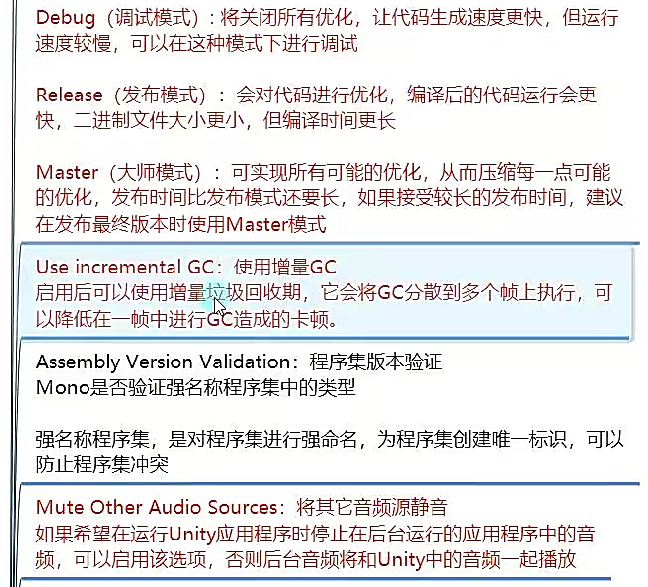 Debug（调试模式）：将关闭所有优化，让代码生成速度更快，但运行
速度较慢，可以在这种模式下进行调试
Release（发布模式）：会对代码进行优化，编译后的代码运行会更
快，二进制文件大小更小，但编译时间更长
Master（大师模式）：可实现所有可能的优化，从而压缩每一点可能
的优化，发布时间比发布模式还要长，如果接受较长的发布时间，建议
在发布最终版本时使用Master模式
Use incremental GC：使用增量GC
启用后可以使用增量垃圾回收期，它会将GC分散到多个帧上执行，可
以降低在一帧中进行GC造成的卡顿。
Assembly Version Validation：程序集版本验证
Mono是否验证强名称程序集中的类型
强名称程序集，是对程序集进行强命名，为程序集创建唯一标识，可以
防止程序集冲突
Mute Other Audio Sources：将其它音频源静音
如果希望在运行Unity应用程序时停止在后台运行的应用程序中的音
频，可以启用该选项，否则后台音频将和Unity中的音频一起播放